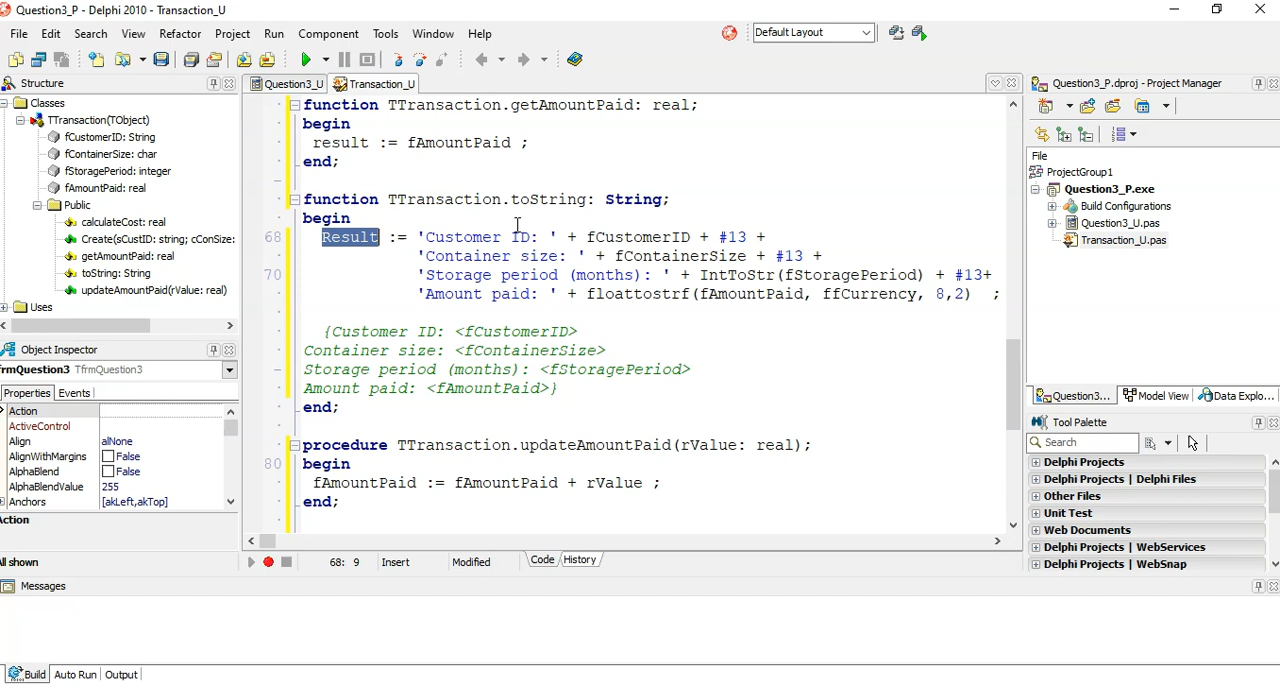 Question3_P - Delphi 2010 - Transaction_U
File Edit Search View Refactor Project Run Component Tools Window Help
Default Layout
Structure
Question3_U Transaction_U
Question3_P.dproj - Project Manager
Classes
TTransaction(TObject)
fCustomerID: String
fContainerSize: char
fStoragePeriod: integer
fAmountPaid: real
Public
calculateCost: real
Create(sCustID: string; cConSize:
getAmountPaid: real
toString: String
updateAmountPaid(rValue: real)
Uses
Object Inspector
frmQuestion3 TfrmQuestion3
Properties Events
Action
ActiveControl
Align alNone
AlignWithMargins False
AlphaBlend False
AlphaBlendValue 255
Anchors [akLeft,akTop]
Action
All shown
function TTransaction.getAmountPaid: real;
begin
result := fAmountPaid ;
end;
function TTransaction.toString: String;
begin
68 Result := 'Customer ID: ' + fCustomerID + #13 +
'Container size: ' + fContainerSize + #13 +
70 'Storage period (months): ' + IntToStr(fStoragePeriod) + #13+
'Amount paid: ' + floattostrf(fAmountPaid, ffCurrency, 8,2) ;
{Customer ID: <fCustomerID>
Container size: <fContainerSize>
Storage period (months): <fStoragePeriod>
Amount paid: <fAmountPaid>}
end;
procedure TTransaction.updateAmountPaid(rValue: real);
80 begin
fAmountPaid := fAmountPaid + rValue ;
end;
68: 9 Insert Modified Code History
File
ProjectGroup1
Question3_P.exe
Build Configurations
Question3_U.pas
Transaction_U.pas
Question3... Model View Data Explo...
Tool Palette
Search
Delphi Projects
Delphi Projects | Delphi Files
Other Files
Unit Test
Web Documents
Delphi Projects | WebServices
Delphi Projects | WebSnap
Messages
Build Auto Run Output